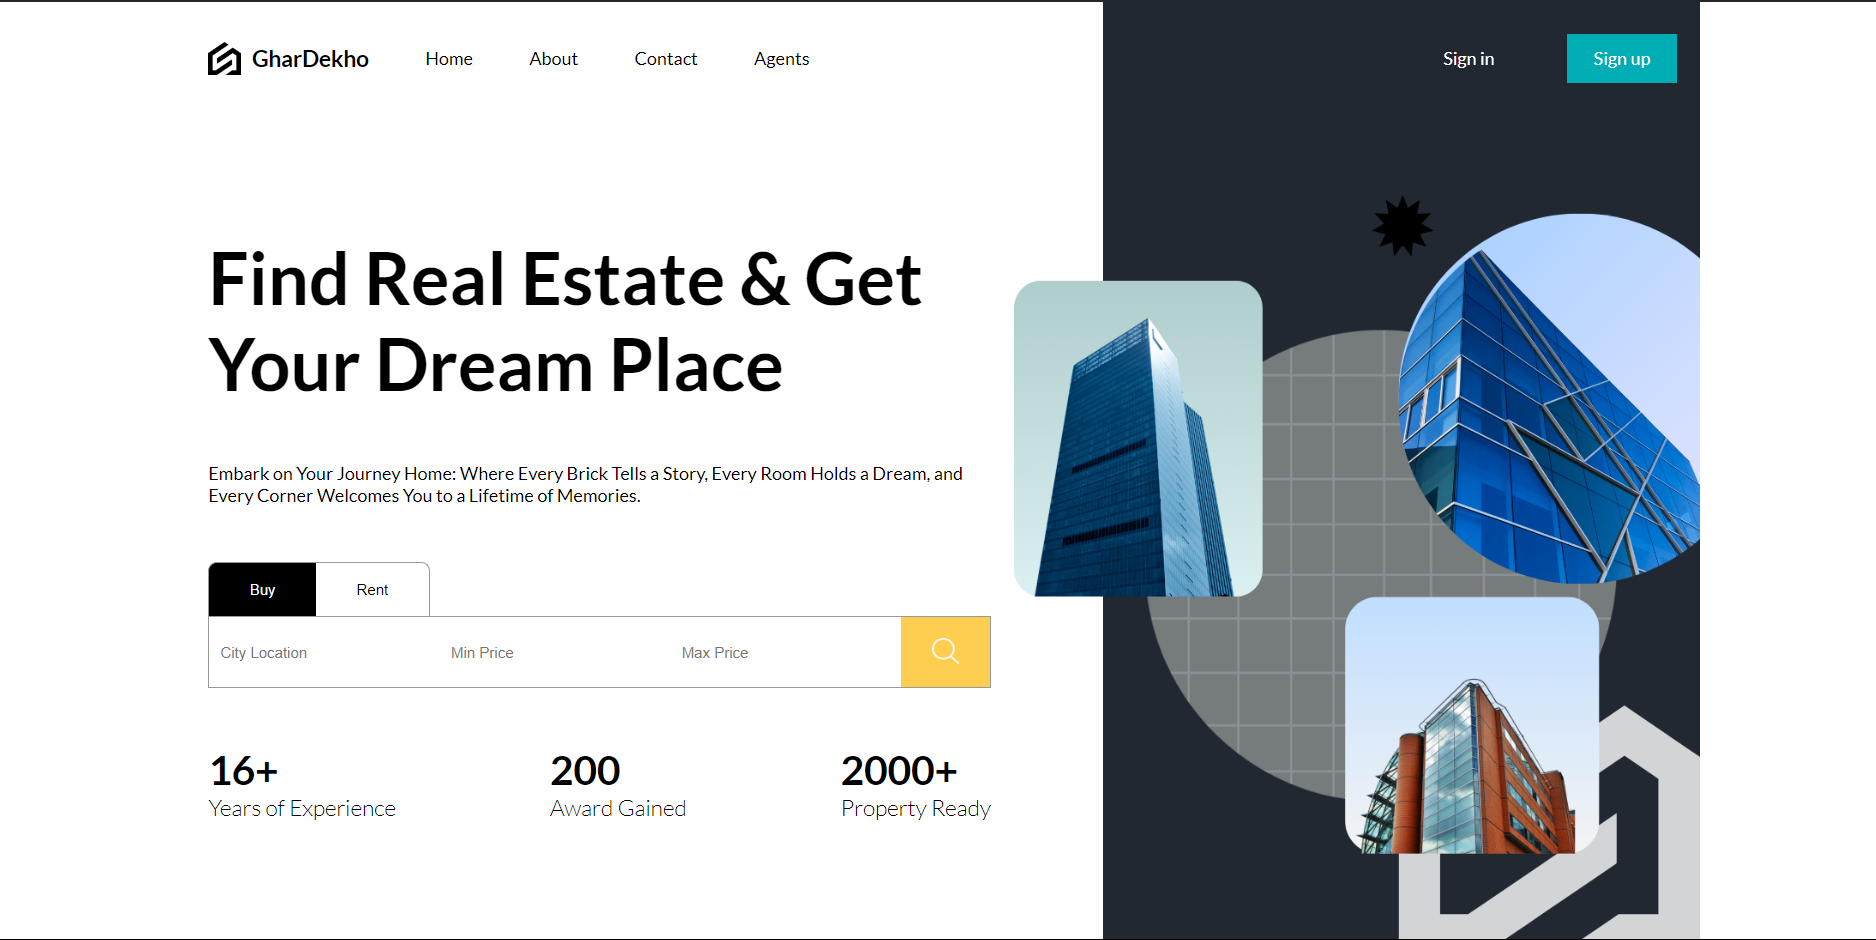 GharDekho
Home
About
Contact
Agents
Sign in
Sign up
Find Real Estate & Get
Your Dream Place
Embark on Your Journey Home: Where Every Brick Tells a Story, Every Room Holds a Dream, and
Every Corner Welcomes You to a Lifetime of Memories.
Buy
Rent
City Location
Min Price
Max Price
16+
Years of Experience
200
Award Gained
2000+
Property Ready